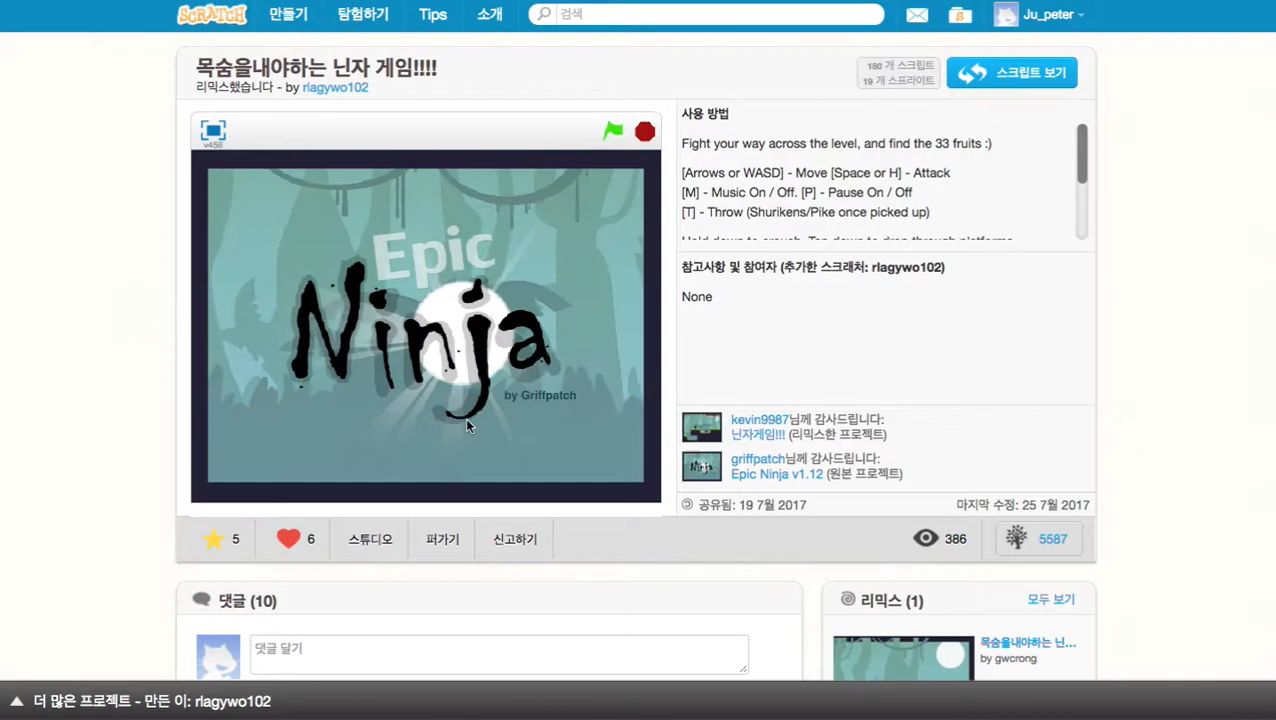 SCRATCH 만들기 탐험하기 Tips 소개 검색 Ju_peter
목숨을내야하는 닌자 게임!!!!
리믹스했습니다 - by rlagywo102
180 개 스크립트
19 개 스프라이트
스크립트 보기
v456
Epic
Ninja
by Griffpatch
사용 방법
Fight your way across the level, and find the 33 fruits :)
[Arrows or WASD] - Move [Space or H] - Attack
[M] - Music On / Off. [P] - Pause On / Off
[T] - Throw (Shurikens/Pike once picked up)
참고사항 및 참여자 (추가한 스크래처: rlagywo102)
None
kevin9987님께 감사드립니다:
닌자게임!!! (리믹스한 프로젝트)
griffpatch님께 감사드립니다:
Epic Ninja v1.12 (원본 프로젝트)
공유됨: 19 7월 2017 마지막 수정: 25 7월 2017
5 6 스튜디오 퍼가기 신고하기 386 5587
댓글 (10)
댓글 달기
리믹스 (1) 모두 보기
목숨을내야하는 닌...
by gwcrong
더 많은 프로젝트 - 만든 이: rlagywo102